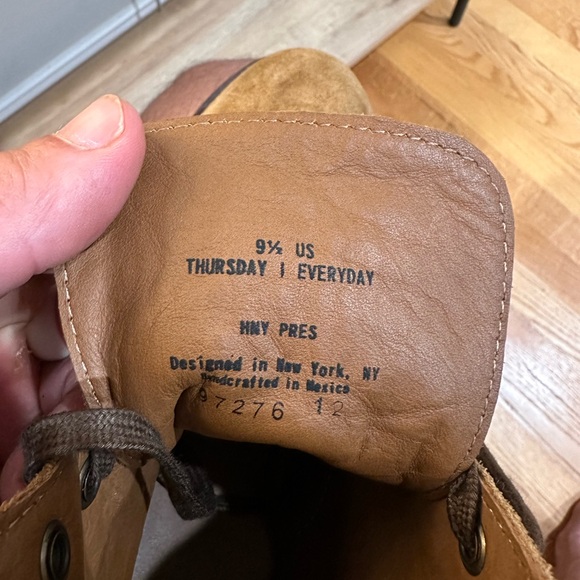 9½ US
THURSDAY | EVERYDAY
HNY PRES
Designed in New York, NY
Handcrafted in Mexico
97276 12